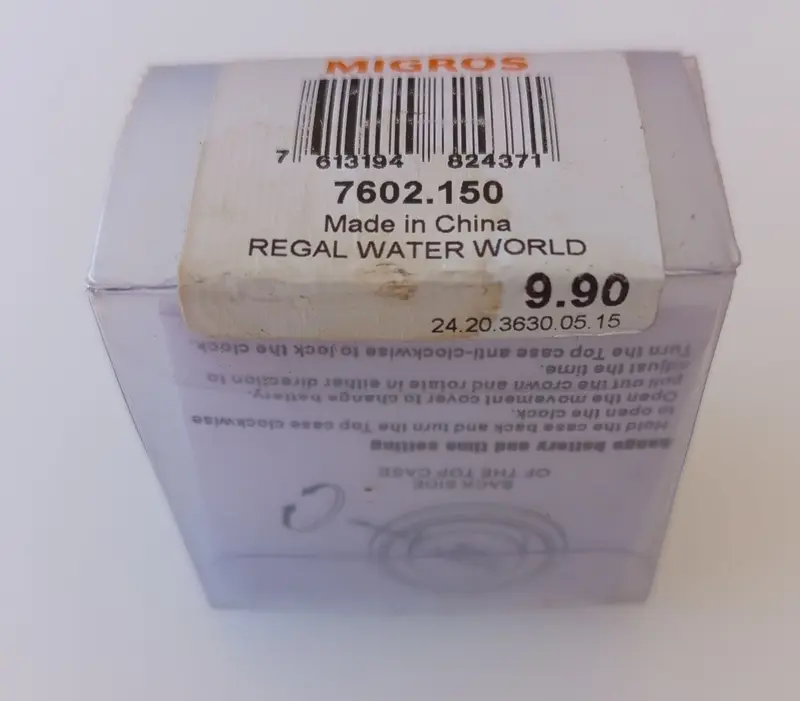 MIGROS
7 613194 824371
7602.150
Made in China
REGAL WATER WORLD
9.90
24.20.3630.05.15
BACK SIDE
OF THE TOP CASE
battery and time setting
Hold the case back and turn the Top case clockwise
to open the clock.
Open the movement cover to change battery.
pull out the crown and rotate in either direction to
adjust the time.
Turn the Top case anti-clockwise to lock the clock